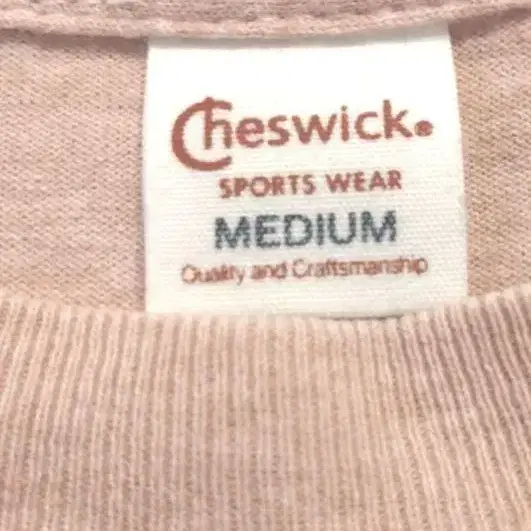 Cheswick®
SPORTS WEAR
MEDIUM
Quality and Craftsmanship